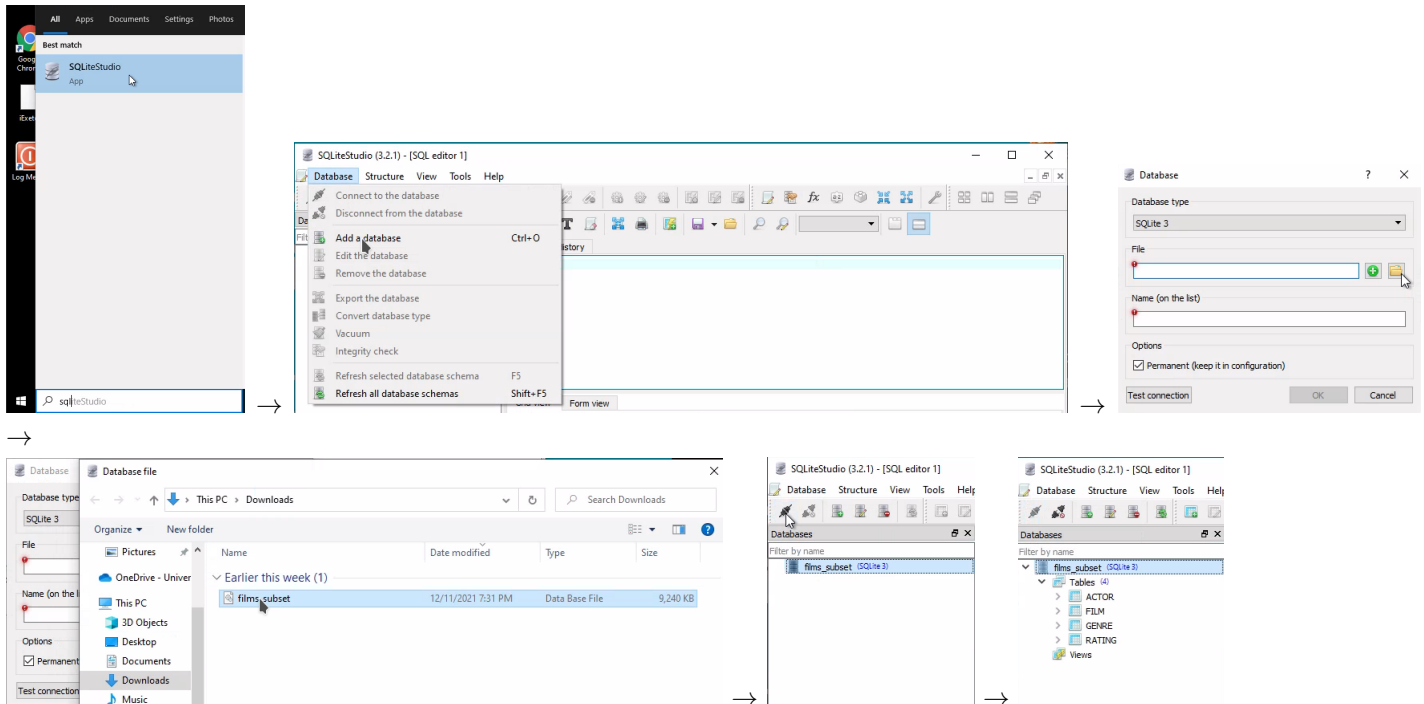 All Apps Documents Settings Photos
Best match
SQLiteStudio
App
sqliteStudio
→
SQLiteStudio (3.2.1) - [SQL editor 1]
Database Structure View Tools Help
Connect to the database
Disconnect from the database
Add a database Ctrl+O
Edit the database
Remove the database
Export the database
Convert database type
Vacuum
Integrity check
Refresh selected database schema F5
Refresh all database schemas Shift+F5
istory
Form view
→
Database
Database type
SQLite 3
File
Name (on the list)
Options
Permanent (keep it in configuration)
Test connection OK Cancel
→
Database
Database type
SQLite 3
File
Name (on the li
Options
Permanent
Test connection
Database file
This PC > Downloads
Search Downloads
Organize New folder
Name Date modified Type Size
Pictures
OneDrive - Univer
This PC
3D Objects
Desktop
Documents
Downloads
Music
Earlier this week (1)
films_subset 12/11/2021 7:31 PM Data Base File 9,240 KB
→
SQLiteStudio (3.2.1) - [SQL editor 1]
Database Structure View Tools Help
Databases
Filter by name
films_subset (SQLite 3)
→
SQLiteStudio (3.2.1) - [SQL editor 1]
Database Structure View Tools Hel
Databases
Filter by name
films_subset (SQLite 3)
Tables (4)
ACTOR
FILM
GENRE
RATING
Views